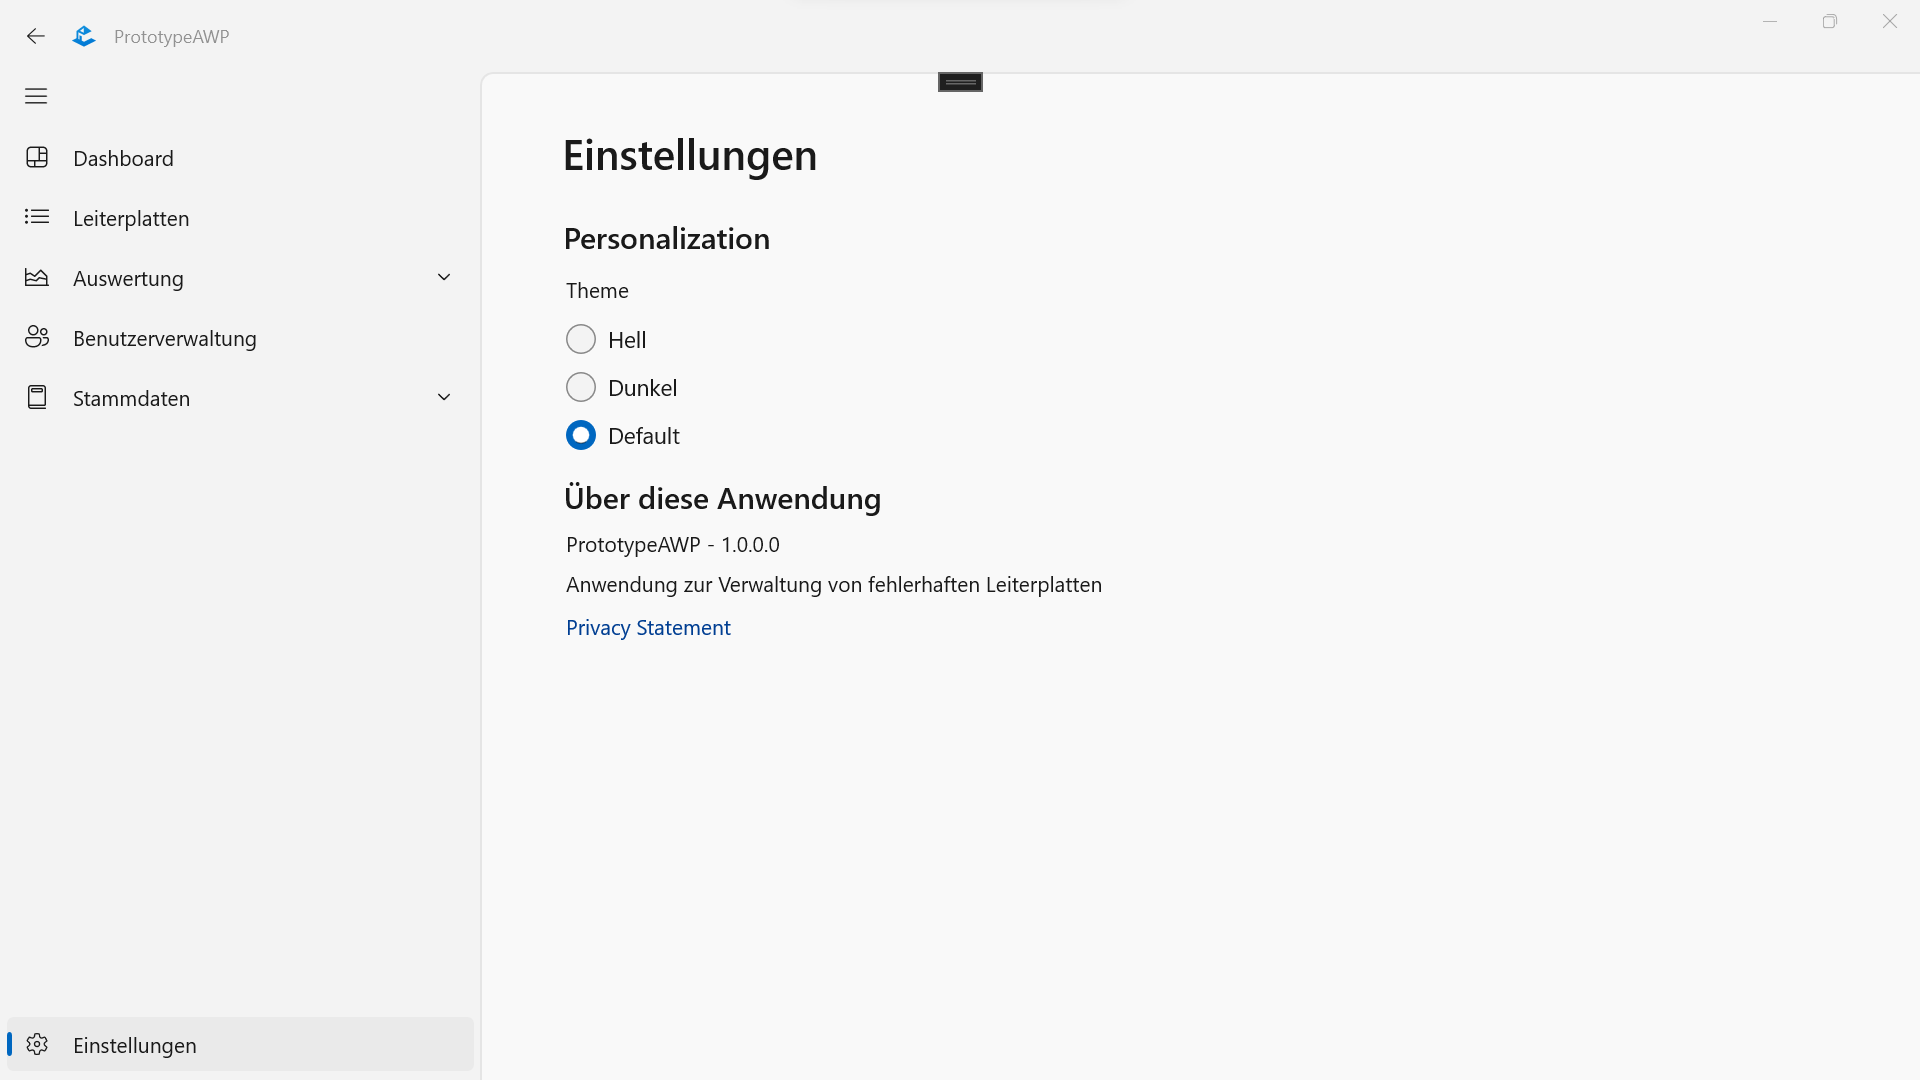 PrototypeAWP
Dashboard
Leiterplatten
Auswertung
Benutzerverwaltung
Stammdaten
Einstellungen
Einstellungen
Personalization
Theme
Hell
Dunkel
Default
Über diese Anwendung
PrototypeAWP - 1.0.0.0
Anwendung zur Verwaltung von fehlerhaften Leiterplatten
Privacy Statement